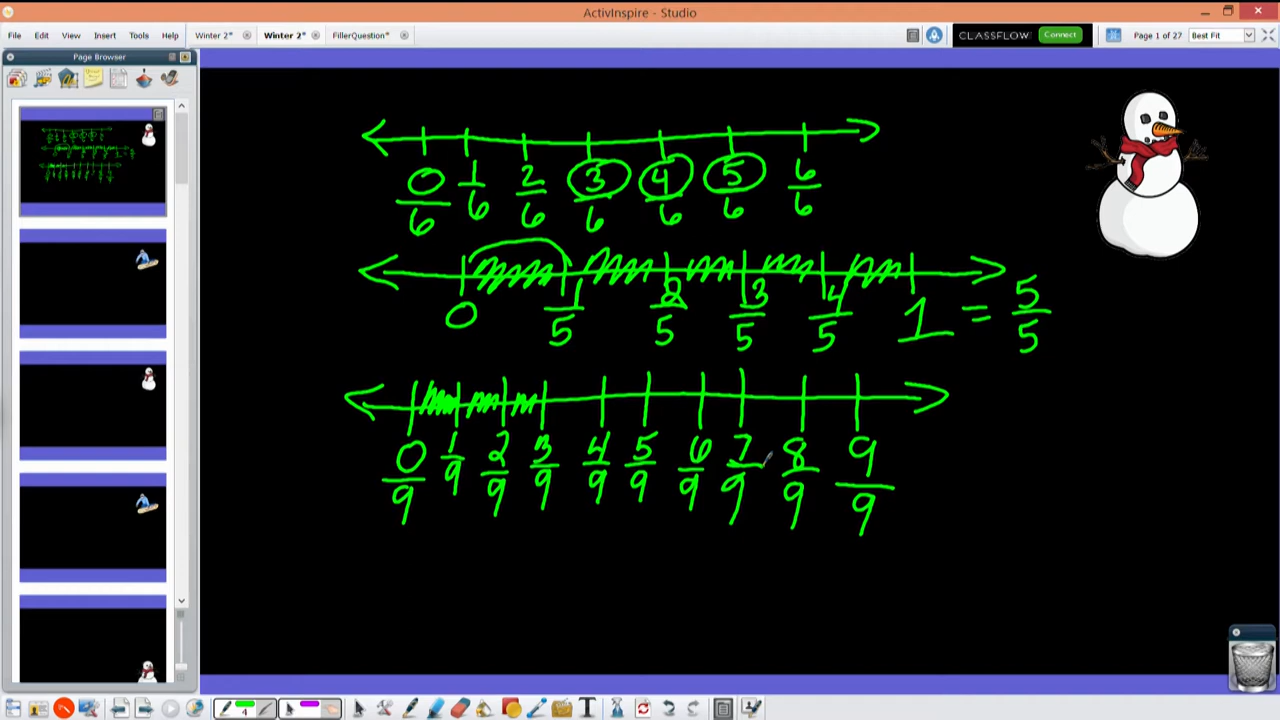 ActivInspire - Studio
File Edit View Insert Tools Help Winter 2* Winter 2* FillerQuestion* CLASSFLOW Connect Page 1 of 27 Best Fit
Page Browser
0/6 1/6 2/6 3/6 4/6 5/6 6/6
0 1/5 2/5 3/5 4/5 1 = 5/5
0/9 1/9 2/9 3/9 4/9 5/9 6/9 7/9 8/9 9/9
4 T